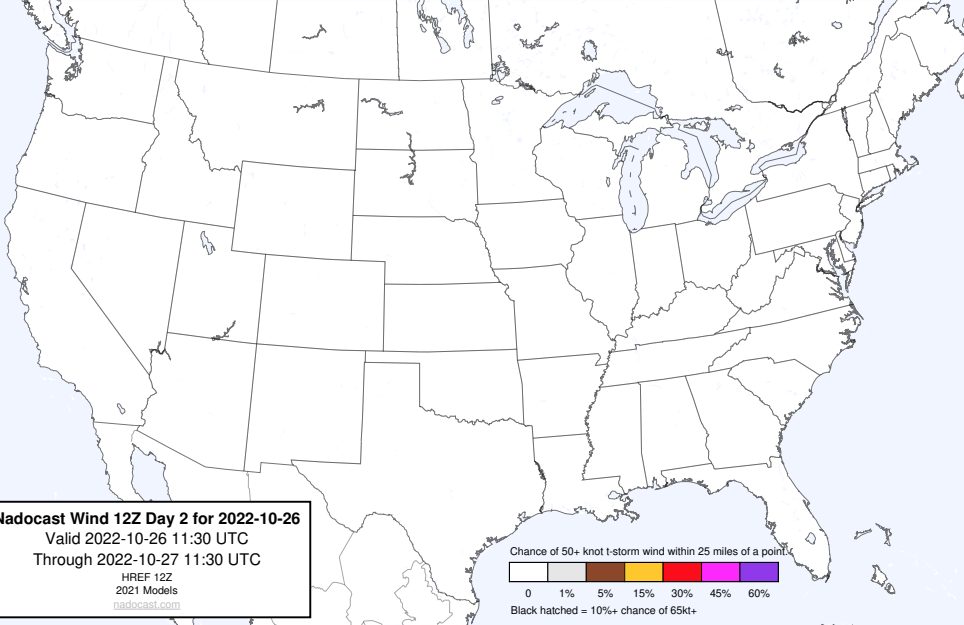 Nadocast Wind 12Z Day 2 for 2022-10-26
Valid 2022-10-26 11:30 UTC
Through 2022-10-27 11:30 UTC
HREF 12Z
2021 Models
nadocast.com
Chance of 50+ knot t-storm wind within 25 miles of a point.
0 1% 5% 15% 30% 45% 60%
Black hatched = 10%+ chance of 65kt+